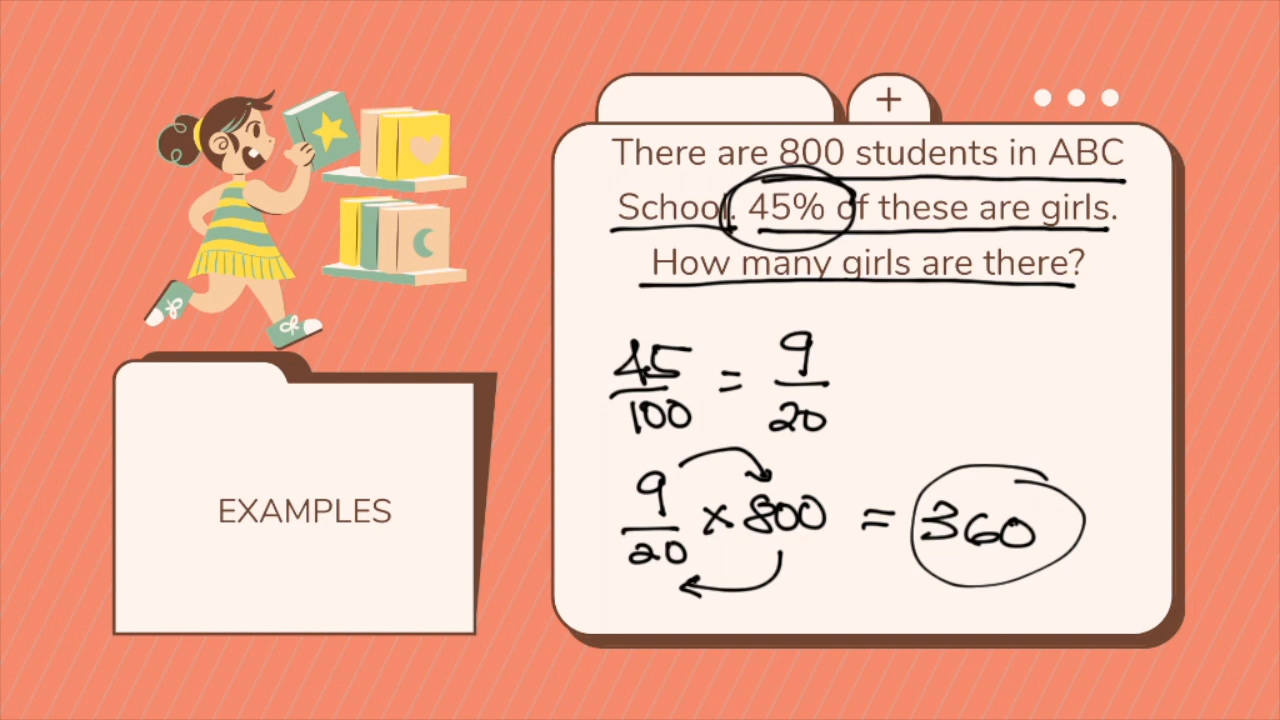 +
There are 800 students in ABC
School. 45% of these are girls.
How many girls are there?
45/100 = 9/20
9/20 × 800 = 360
EXAMPLES